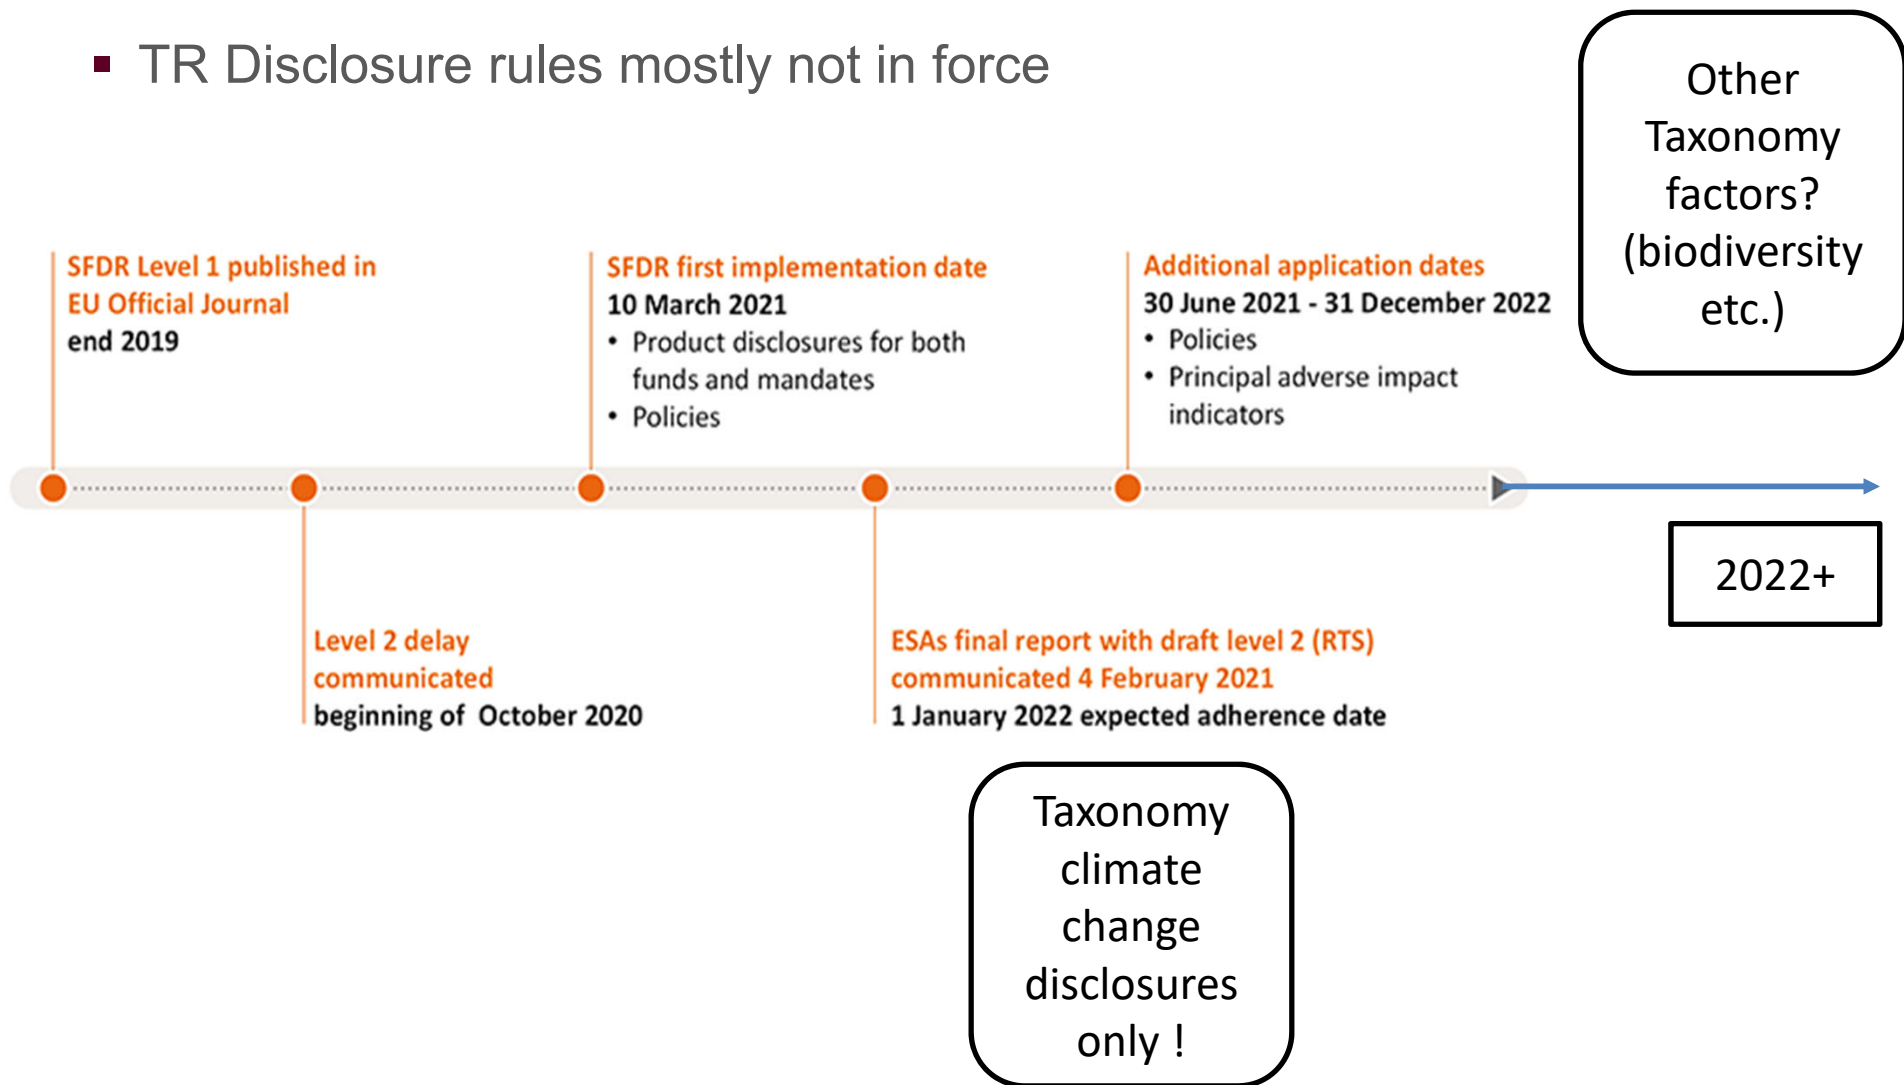 ▪ TR Disclosure rules mostly not in force
Other
Taxonomy
factors?
(biodiversity
etc.)
SFDR Level 1 published in
EU Official Journal
end 2019
SFDR first implementation date
10 March 2021
• Product disclosures for both
funds and mandates
• Policies
Additional application dates
30 June 2021 - 31 December 2022
• Policies
• Principal adverse impact
indicators
2022+
Level 2 delay
communicated
beginning of October 2020
ESAs final report with draft level 2 (RTS)
communicated 4 February 2021
1 January 2022 expected adherence date
Taxonomy
climate
change
disclosures
only !